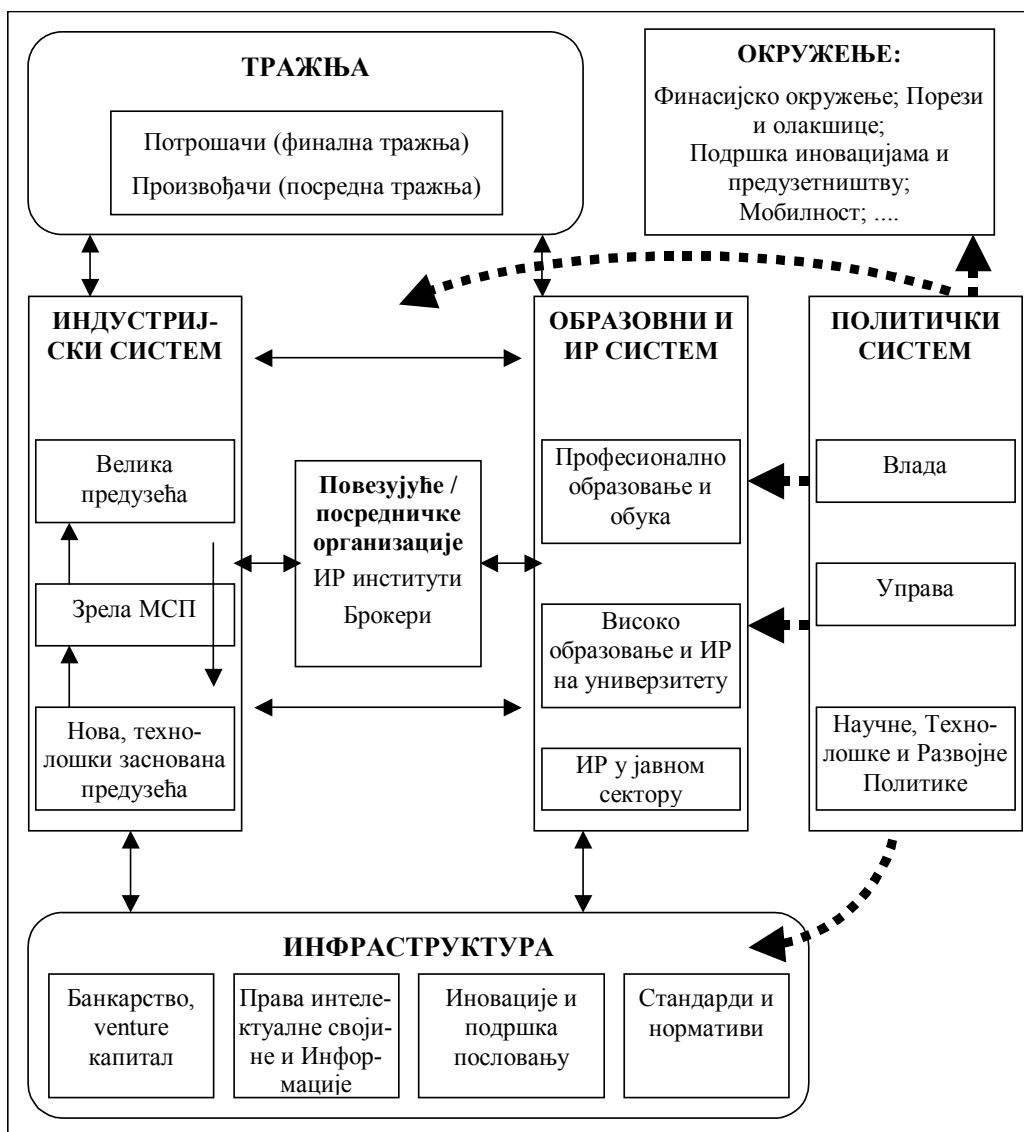 ТРАЖЊА
Потрошачи (финална тражња)
Произвођачи (посредна тражња)
ОКРУЖЕЊЕ:
Финасијско окружење; Порези
и олакшице;
Подршка иновацијама и
предузетништву;
Мобилност; ....
ИНДУСТРИЈ-
СКИ СИСТЕМ
Велика
предузећа
Зрела МСП
Нова, техно-
лошки заснована
предузећа
Повезујуће /
посредничке
организације
ИР институти
Брокери
ОБРАЗОВНИ И
ИР СИСТЕМ
Професионално
образовање и
обука
Високо
образовање и ИР
на универзитету
ИР у јавном
сектору
ПОЛИТИЧКИ
СИСТЕМ
Влада
Управа
Научне, Техно-
лошке и Развојне
Политике
ИНФРАСТРУКТУРА
Банкарство,
venture
капитал
Права интеле-
ктуалне своји-
не и Инфор-
мације
Иновације и
подршка
пословању
Стандарди и
нормативи